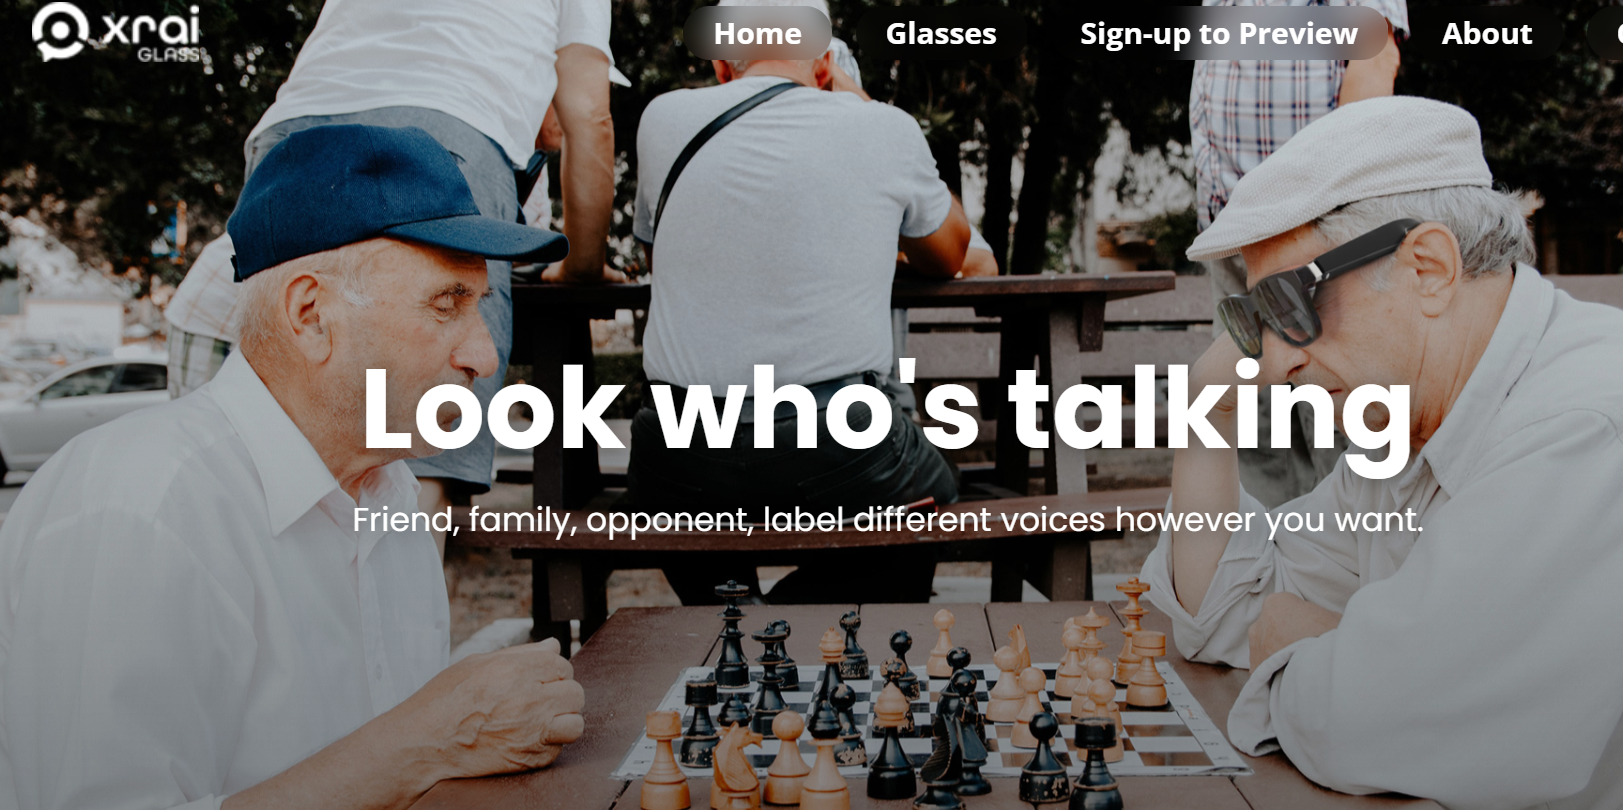 xrai
GLASS
Home
Glasses
Sign-up to Preview
About
Look who's talking
Friend, family, opponent, label different voices however you want.